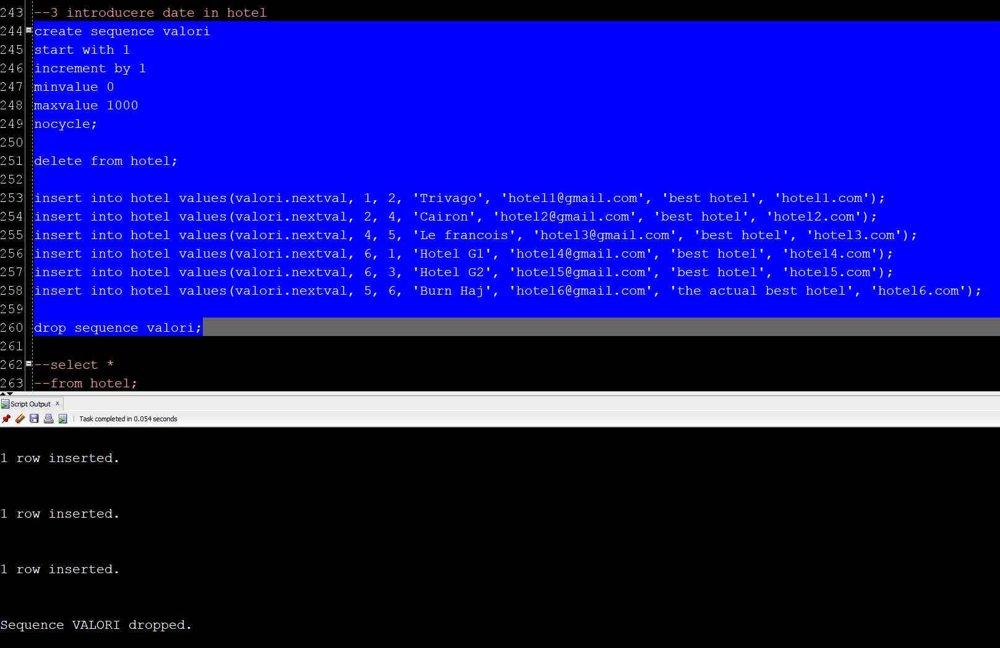 243 --3 introducere date in hotel
244 create sequence valori
245 start with 1
246 increment by 1
247 minvalue 0
248 maxvalue 1000
249 nocycle;
250
251 delete from hotel;
252
253 insert into hotel values(valori.nextval, 1, 2, 'Trivago', 'hotel1@gmail.com', 'best hotel', 'hotel1.com');
254 insert into hotel values(valori.nextval, 2, 4, 'Cairon', 'hotel2@gmail.com', 'best hotel', 'hotel2.com');
255 insert into hotel values(valori.nextval, 4, 5, 'Le francois', 'hotel3@gmail.com', 'best hotel', 'hotel3.com');
256 insert into hotel values(valori.nextval, 6, 1, 'Hotel G1', 'hotel4@gmail.com', 'best hotel', 'hotel4.com');
257 insert into hotel values(valori.nextval, 6, 3, 'Hotel G2', 'hotel5@gmail.com', 'best hotel', 'hotel5.com');
258 insert into hotel values(valori.nextval, 5, 6, 'Burn Haj', 'hotel6@gmail.com', 'the actual best hotel', 'hotel6.com');
259
260 drop sequence valori;
261
262 --select *
263 --from hotel;
Script Output x
Task completed in 0.054 seconds
1 row inserted.
1 row inserted.
1 row inserted.
Sequence VALORI dropped.